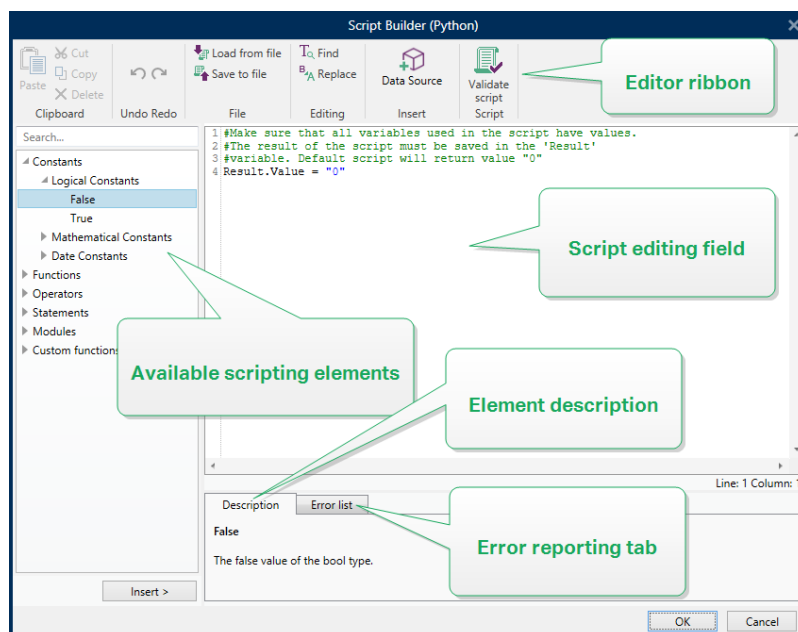 Script Builder (Python)
Paste
Cut
Copy
Delete
Clipboard
Undo Redo
Load from file
Save to file
File
Find
Replace
Editing
Data Source
Insert
Validate
script
Script
Editor ribbon
Search...
Constants
Logical Constants
False
True
Mathematical Constants
Date Constants
Functions
Operators
Statements
Modules
Custom function
Insert >
1 #Make sure that all variables used in the script have values.
2 #The result of the script must be saved in the 'Result'
3 #variable. Default script will return value "0"
4 Result.Value = "0"
Script editing field
Available scripting elements
Element description
Line: 1 Column: 1
Description
Error list
False
The false value of the bool type.
Error reporting tab
OK
Cancel